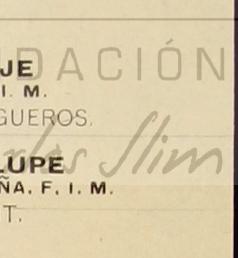 DACIÓN
JE
I. M.
GUEROS.
rlos Slim
LUPE
ÑA, F, I. M.
T.